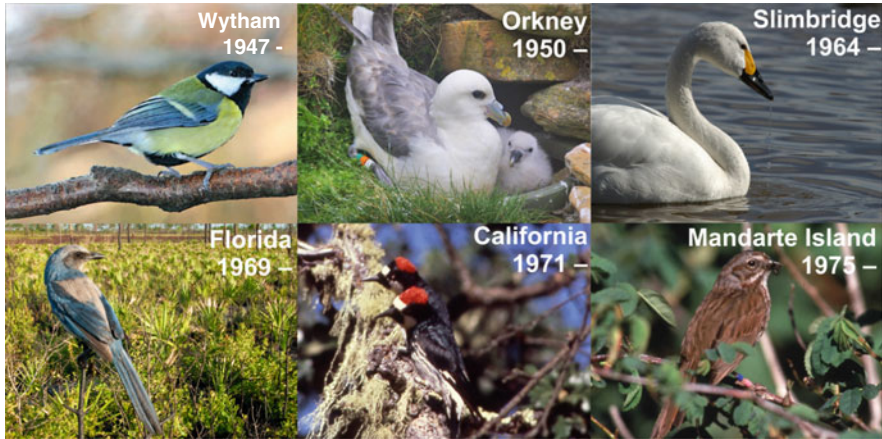 Wytham
1947 -
Orkney
1950 –
Slimbridge
1964 –
Florida
1969 –
California
1971 –
Mandarte Island
1975 –